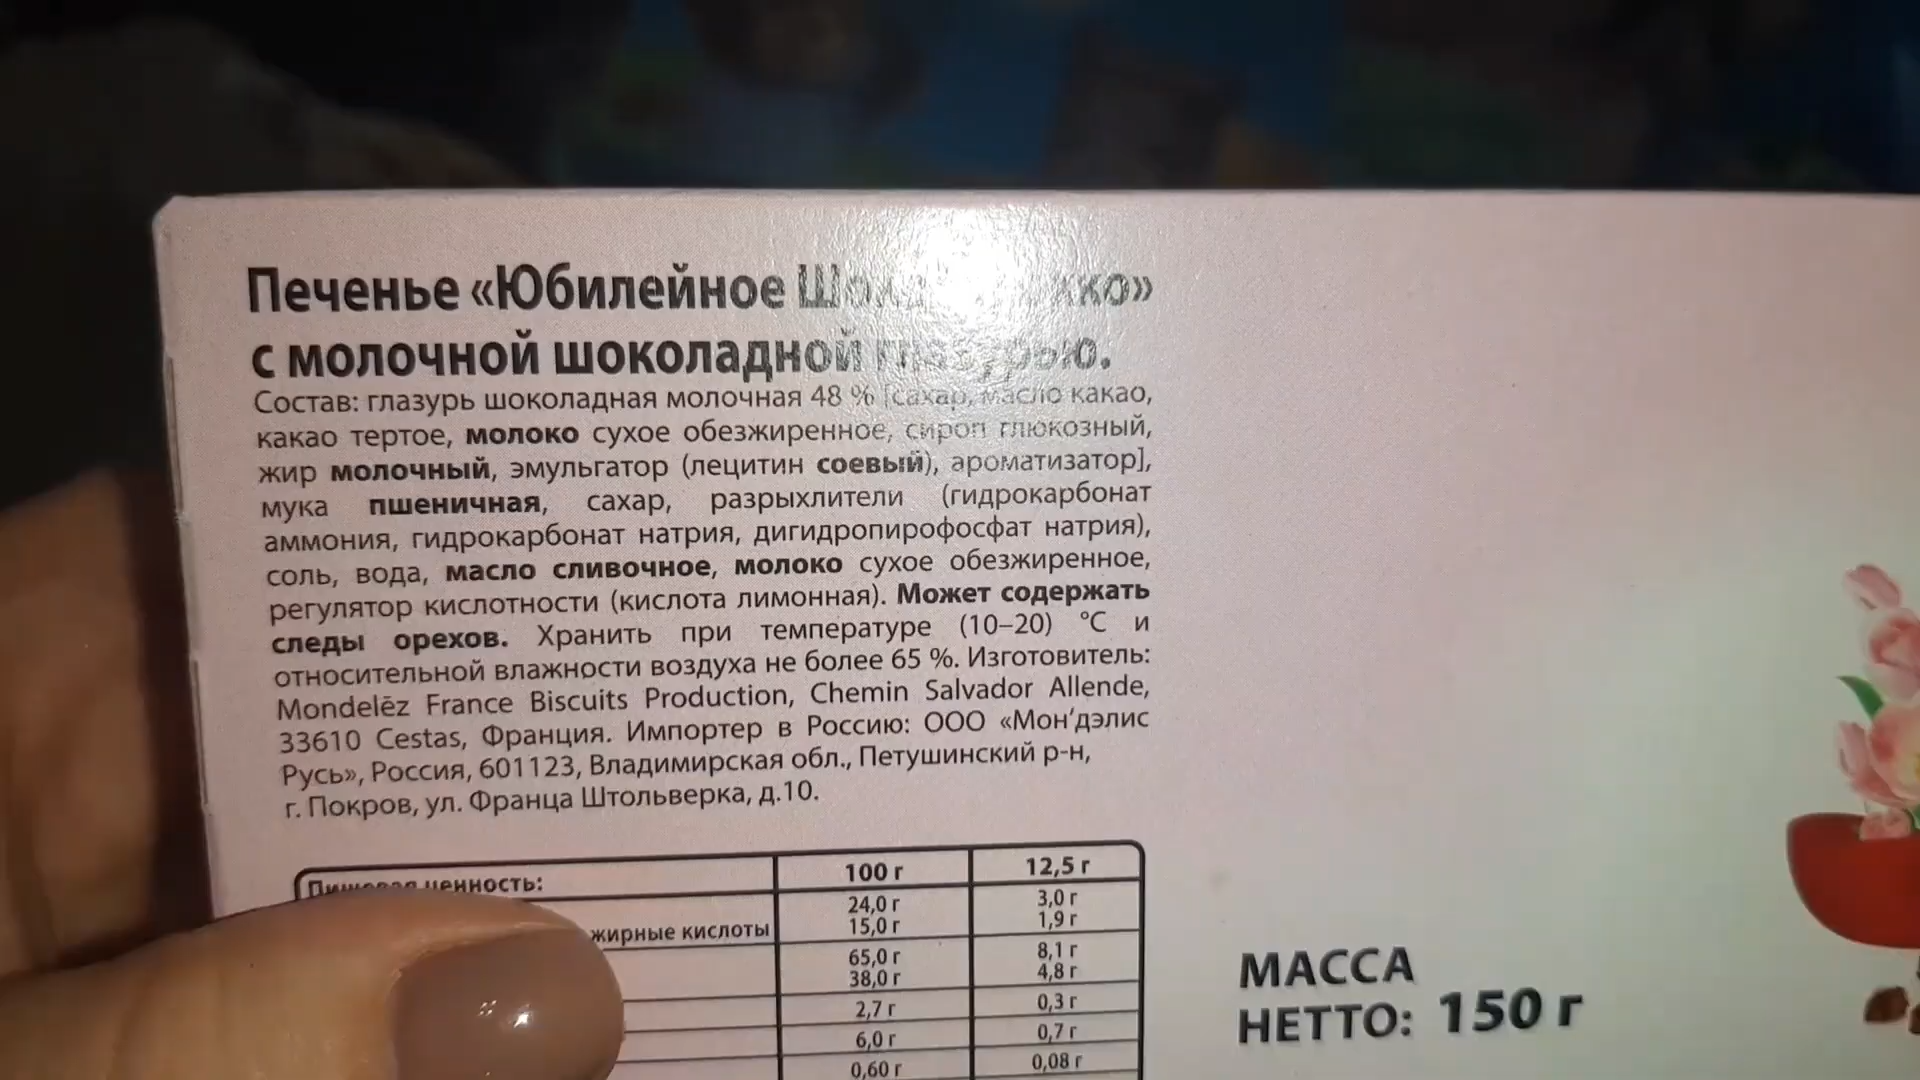 Печенье «Юбилейное
с молочной шоколадной глазурью.
Состав: глазурь шоколадная молочная 48 % [сахар, масло какао,
какао тертое, молоко сухое обезжиренное, сироп глюкозный,
жир молочный, эмульгатор (лецитин соевый), ароматизатор],
мука пшеничная, сахар, разрыхлители (гидрокарбонат
аммония, гидрокарбонат натрия, дигидропирофосфат натрия),
соль, вода, масло сливочное, молоко сухое обезжиренное,
регулятор кислотности (кислота лимонная). Может содержать
следы орехов. Хранить при температуре (10–20) °C и
относительной влажности воздуха не более 65 %. Изготовитель:
Mondelēz France Biscuits Production, Chemin Salvador Allende,
33610 Cestas, Франция. Импортер в Россию: ООО «Мон’дэлис
Русь», Россия, 601123, Владимирская обл., Петушинский р-н,
г. Покров, ул. Франца Штольверка, д.10.
Пищевая ценность: 100 г 12,5 г
24,0 г 3,0 г
жирные кислоты 15,0 г 1,9 г
65,0 г 8,1 г
38,0 г 4,8 г
2,7 г 0,3 г
6,0 г 0,7 г
0,60 г 0,08 г
МАССА
НЕТТО: 150 г